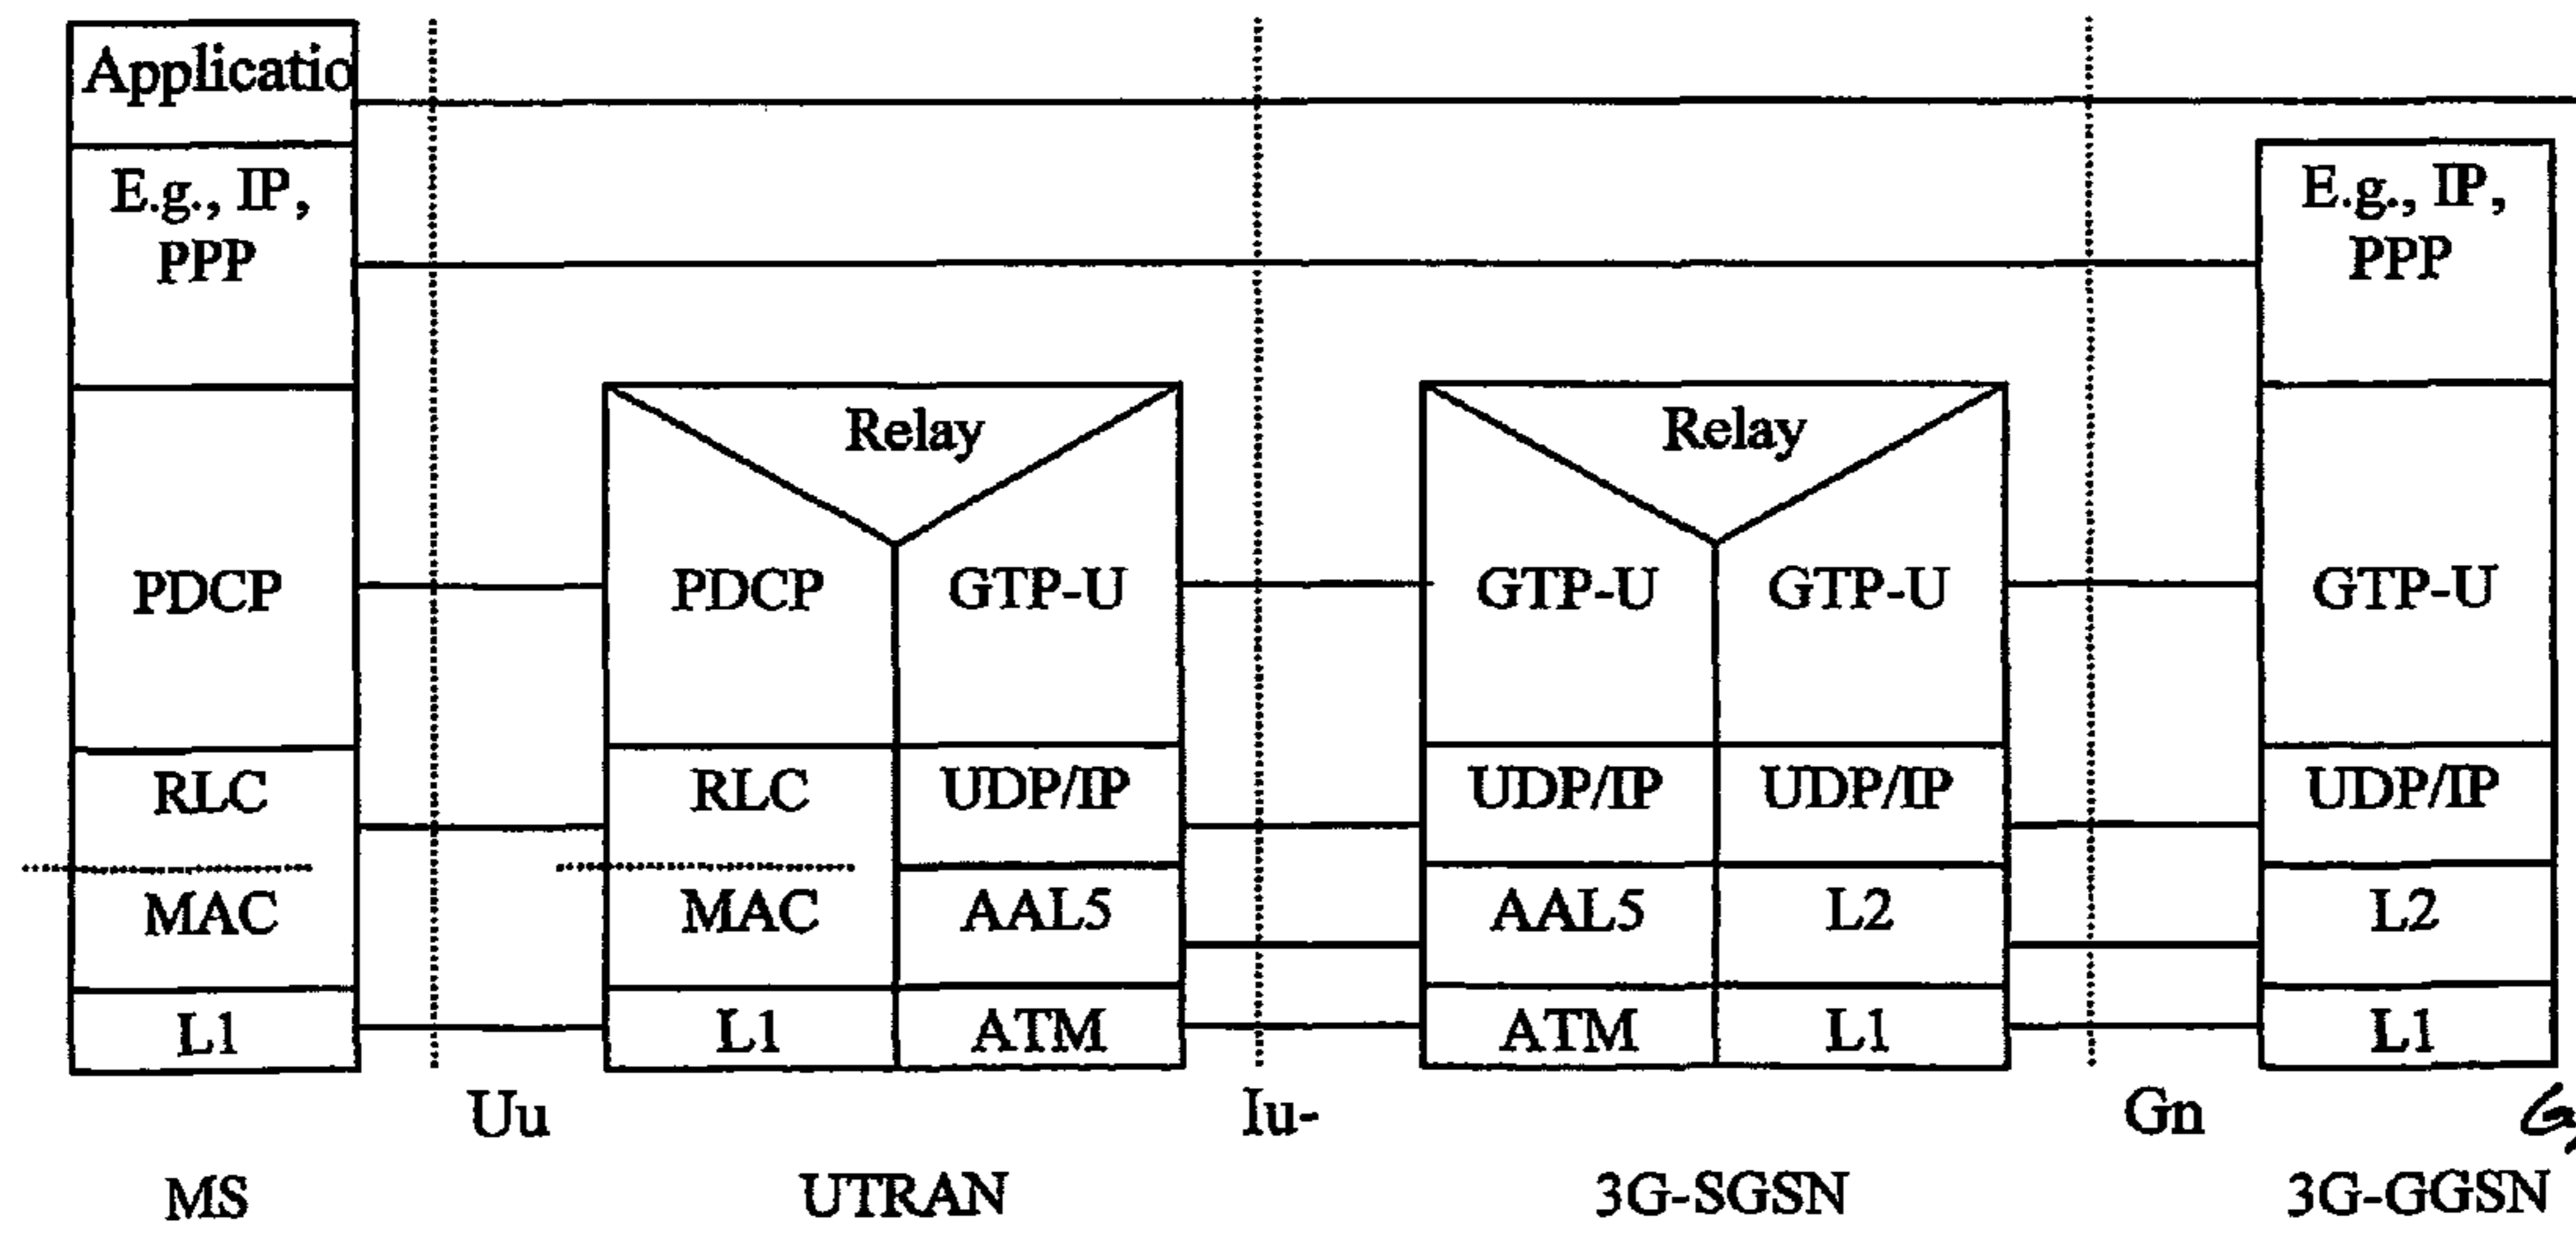 Applicatio
E.g., IP,
PPP
PDCP
RLC
MAC
L1
Relay
PDCP
GTP-U
RLC
UDP/IP
MAC
AAL5
L1
ATM
Relay
GTP-U
GTP-U
UDP/IP
UDP/IP
AAL5
L2
ATM
L1
E.g., IP,
PPP
GTP-U
UDP/IP
L2
L1
Uu
Iu-
Gn
MS
UTRAN
3G-SGSN
3G-GGSN